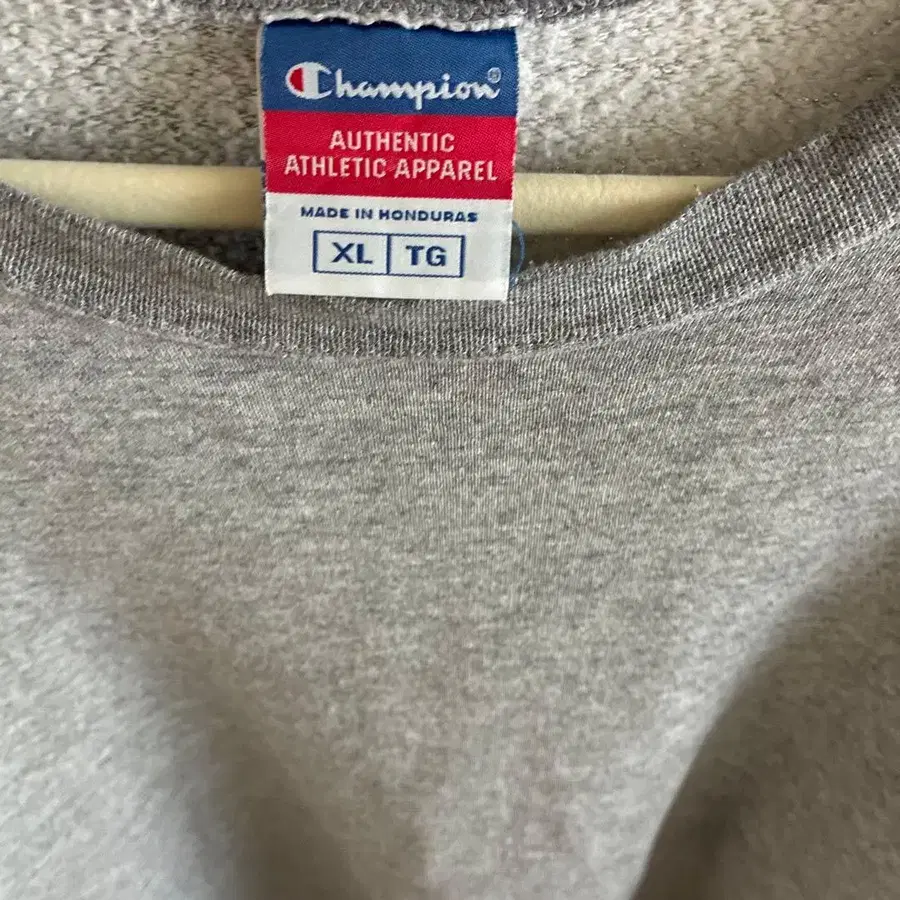 Champion®
AUTHENTIC
ATHLETIC APPAREL
MADE IN HONDURAS
XL TG